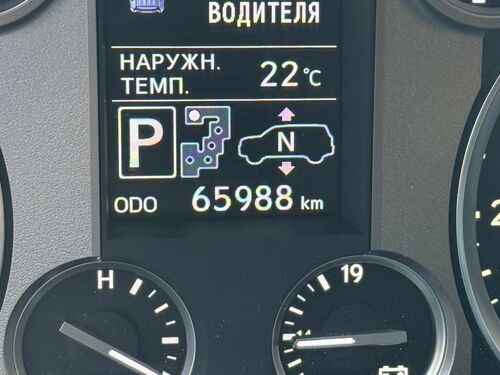 ВОДИТЕЛЯ
НАРУЖН.
ТЕМП. 22°C
P
N
ODO 65988 km
H
19